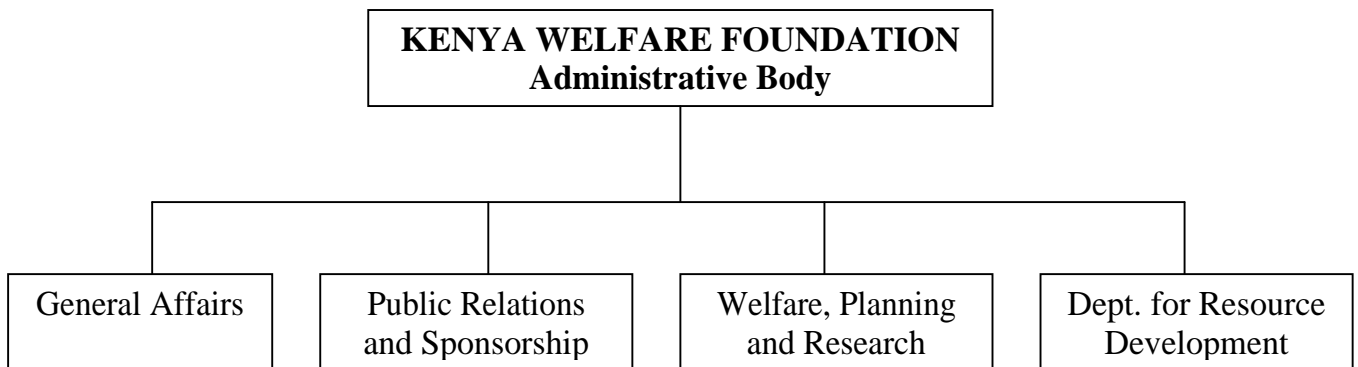 KENYA WELFARE FOUNDATION
Administrative Body
General Affairs
Public Relations
and Sponsorship
Welfare, Planning
and Research
Dept. for Resource
Development